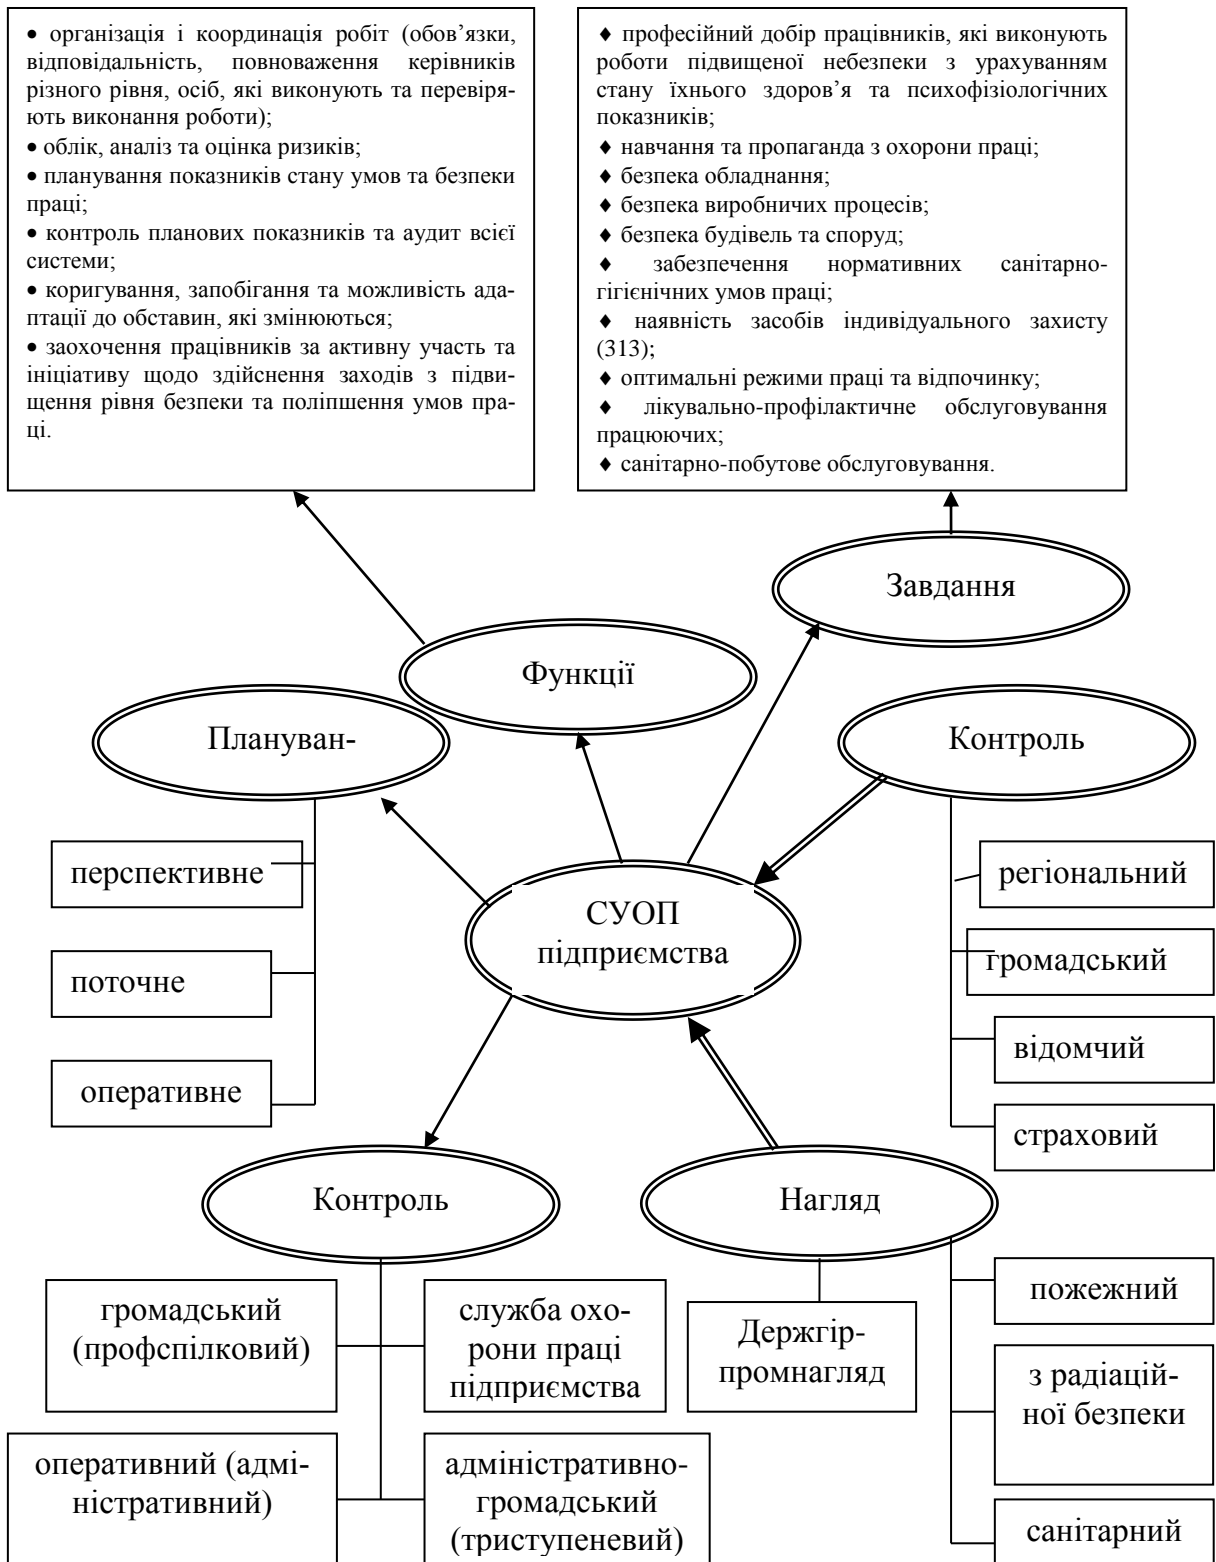 • організація і координація робіт (обов’язки,
відповідальність, повноваження керівників
різного рівня, осіб, які виконують та перевіря-
ють виконання роботи);
• облік, аналіз та оцінка ризиків;
• планування показників стану умов та безпеки
праці;
• контроль планових показників та аудит всієї
системи;
• коригування, запобігання та можливість ада-
птації до обставин, які змінюються;
• заохочення працівників за активну участь та
ініціативу щодо здійснення заходів з підви-
щення рівня безпеки та поліпшення умов пра-
ці.
♦ професійний добір працівників, які виконують
роботи підвищеної небезпеки з урахуванням
стану їхнього здоров’я та психофізіологічних
показників;
♦ навчання та пропаганда з охорони праці;
♦ безпека обладнання;
♦ безпека виробничих процесів;
♦ безпека будівель та споруд;
♦ забезпечення нормативних санітарно-
гігієнічних умов праці;
♦ наявність засобів індивідуального захисту
(313);
♦ оптимальні режими праці та відпочинку;
♦ лікувально-профілактичне обслуговування
працюючих;
♦ санітарно-побутове обслуговування.
Завдання
Функції
Плануван-
Контроль
перспективне
поточне
оперативне
СУОП
підприємства
регіональний
громадський
відомчий
страховий
Контроль
Нагляд
громадський
(профспілковий)
служба охо-
рони праці
підприємства
оперативний (адмі-
ністративний)
адміністративно-
громадський
(триступеневий)
Держгір-
промнагляд
пожежний
з радіацій-
ної безпеки
санітарний